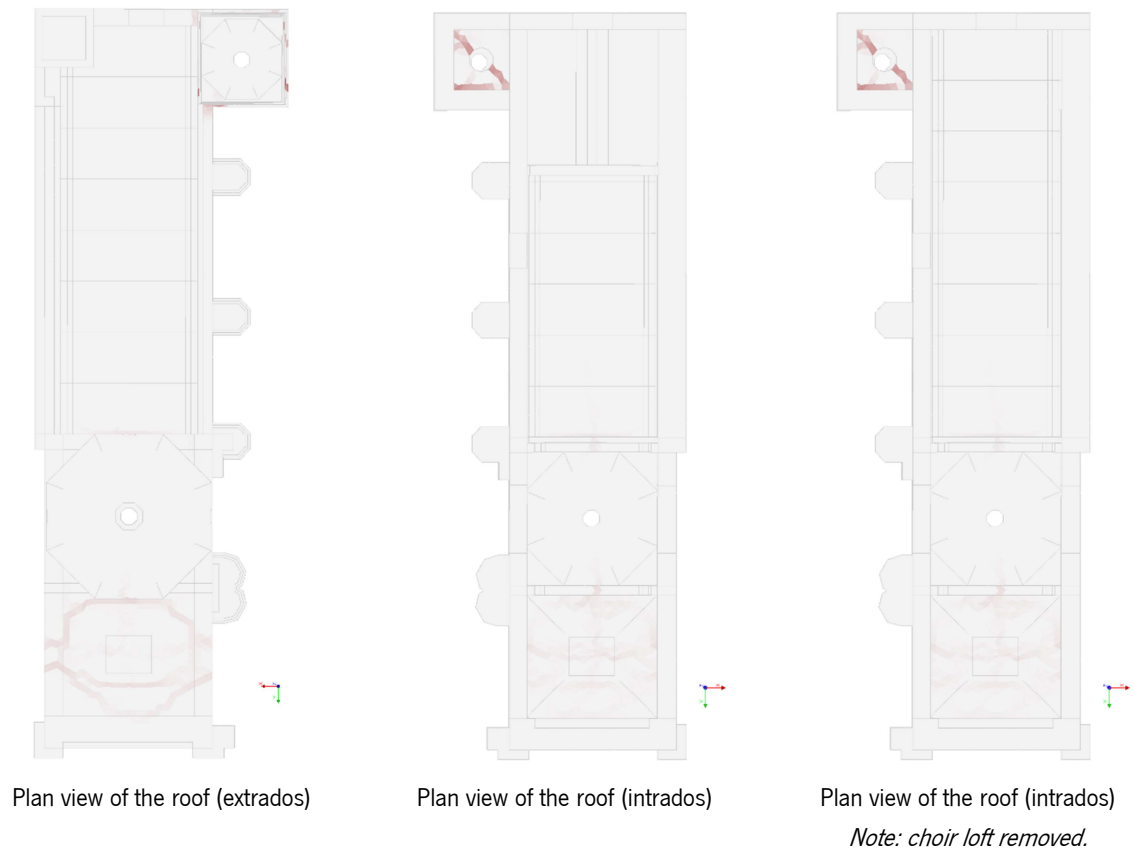 Plan view of the roof (extrados)
Plan view of the roof (intrados)
Plan view of the roof (intrados)
Note: choir loft removed.